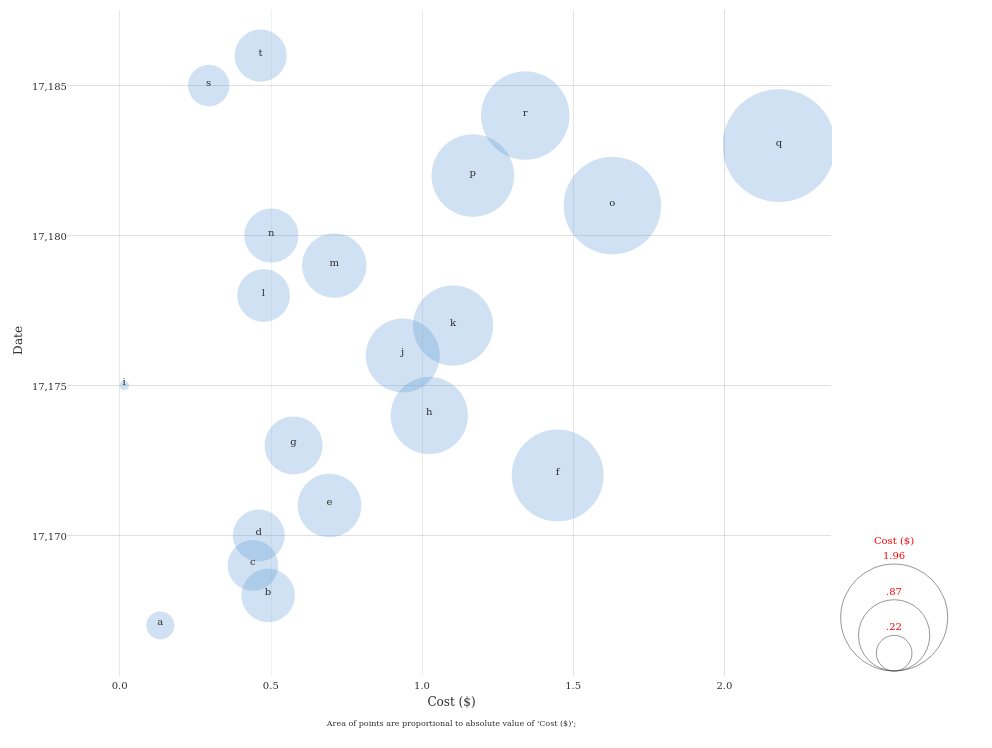 t
s
17,185
r
q
p
o
n
17,180
m
l
k
Date
j
i
17,175
h
g
f
e
d
17,170
Cost ($)
1.96
c
b
.87
a
.22
0.0 0.5 1.0 1.5 2.0
Cost ($)
Area of points are proportional to absolute value of 'Cost ($)';